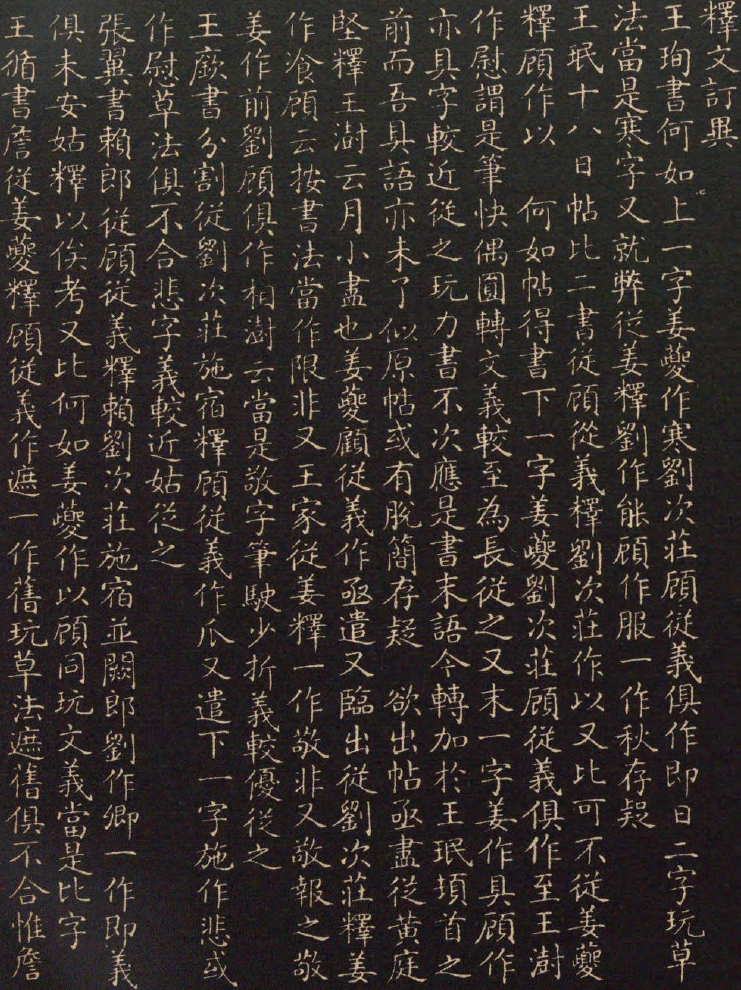 釋文訂異
王珣書何如上一字姜夔作寒劉次莊顧從義俱作即日二字玩草
法當是寒字又就弊從姜釋劉作能顧作服一作秋存疑
王珉十八日帖比二書從顧從義釋劉次莊作以又比可不從姜夔
釋顧作以 何如帖得書下一字姜夔劉次莊顧從義俱作至王澍
作慰謂是筆快偶圓轉文義較至為長從之又末一字姜作具顧作
亦具字較近從之玩力書不次應是書末語今轉加於王珉頊首之
前而吾具語亦未了似原帖或有脫簡存疑 欲出帖亟盡從黄庭
堅釋王澍云月小盡也姜夔顧從義作亟遣又臨出從劉次莊釋姜
作飡顧云按書法當作限非又王家從姜釋一作敬非又敬報之敬
姜作前劉顧俱作相澍云當是敬字筆駛少折義較優從之
王廞書分割從劉次莊施宿釋顧從義作爪又遣下一字施作悲或
作慰草法俱不合悲字義較近姑從之
張翼書賴郎從顧從義釋賴劉次莊施宿並闕郎劉作卿一作即義
俱未安姑釋以俟考又比何如姜夔作以顧同玩文義當是比字
王循書詹從姜夔釋顧從義作遮一作舊玩草法遮舊俱不合惟詹